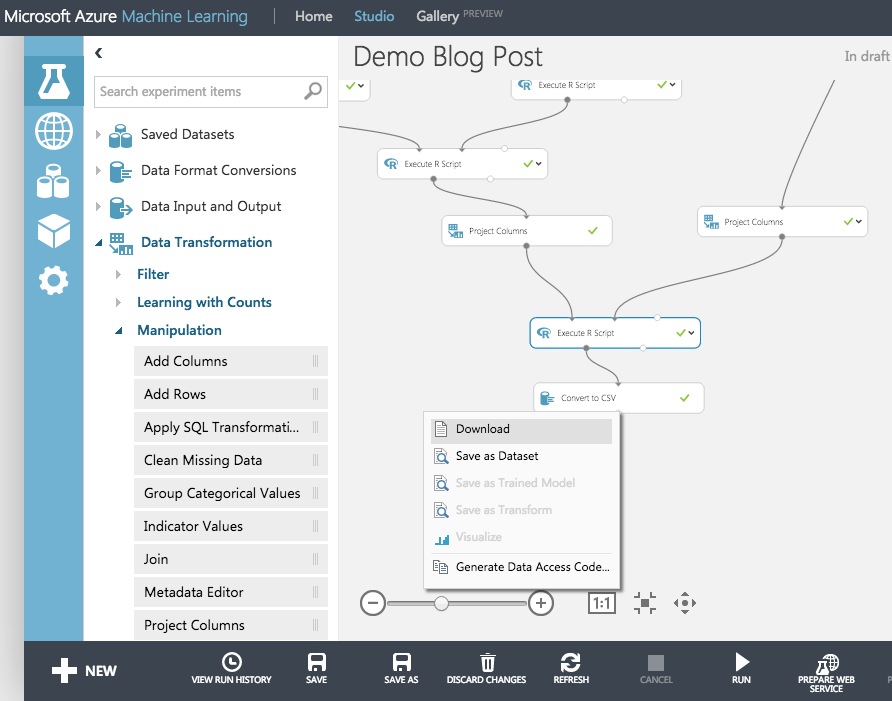 Microsoft Azure Machine Learning
Home
Studio
Gallery PREVIEW
Demo Blog Post
In draft
Search experiment items
Saved Datasets
Data Format Conversions
Data Input and Output
Data Transformation
Filter
Learning with Counts
Manipulation
Add Columns
Add Rows
Apply SQL Transformati...
Clean Missing Data
Group Categorical Values
Indicator Values
Join
Metadata Editor
Project Columns
Execute R Script
Execute R Script
Project Columns
Project Columns
Execute R Script
Convert to CSV
Download
Save as Dataset
Save as Trained Model
Save as Transform
Visualize
Generate Data Access Code...
1:1
NEW
VIEW RUN HISTORY
SAVE
SAVE AS
DISCARD CHANGES
REFRESH
CANCEL
RUN
PREPARE WEB
SERVICE